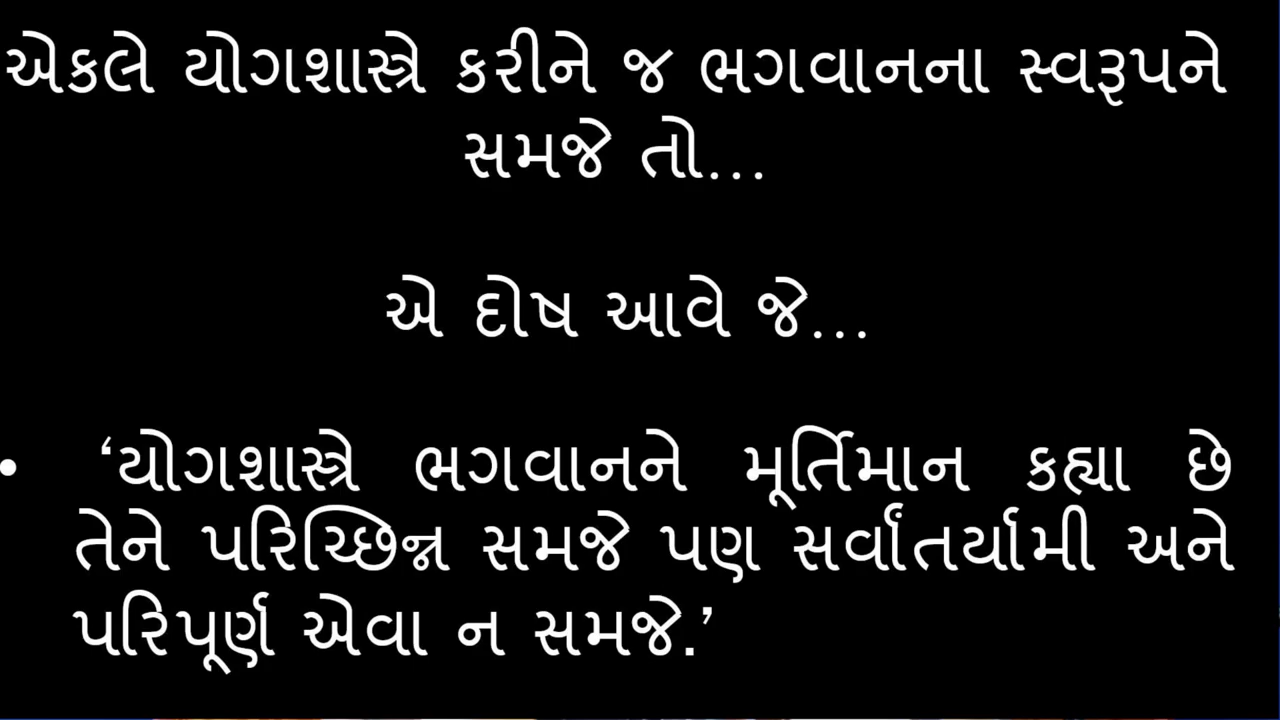 એકલે યોગશાસ્ત્રે કરીને જ ભગવાનના સ્વરૂપને
સમજે તો...
એ દોષ આવે જે...
• ‘યોગશાસ્ત્રે ભગવાનને મૂર્તિમાન કહ્યા છે
તેને પરિચ્છિન્ન સમજે પણ સર્વાંતર્યામી અને
પરિપૂર્ણ એવા ન સમજે.’